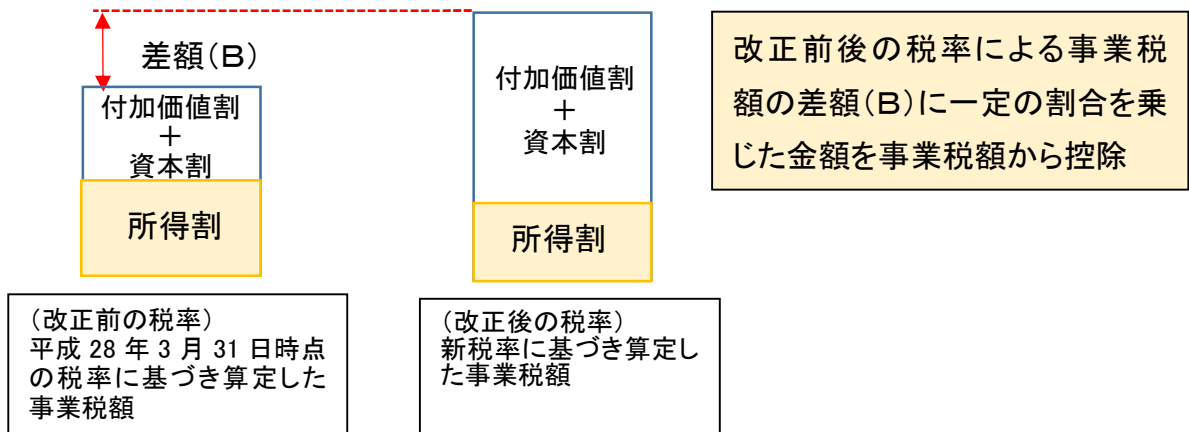 差額(B)
付加価値割
＋
資本割
所得割
(改正前の税率)
平成 28 年 3 月 31 日時点
の税率に基づき算定した
事業税額
付加価値割
＋
資本割
所得割
(改正後の税率)
新税率に基づき算定し
た事業税額
改正前後の税率による事業税
額の差額(B)に一定の割合を乗
じた金額を事業税額から控除